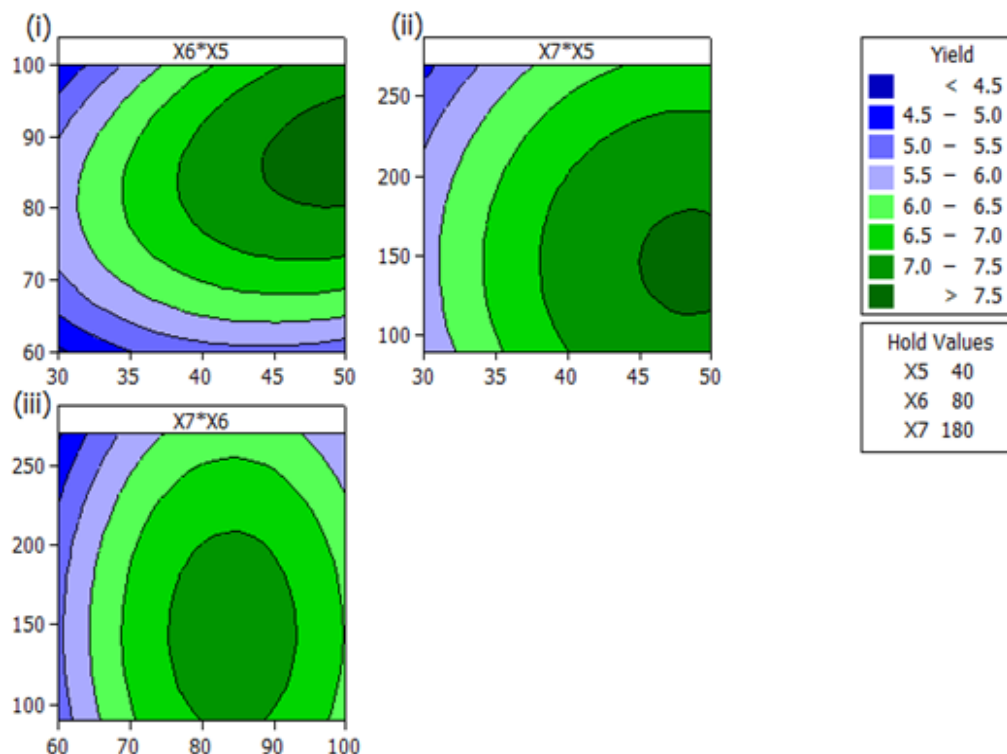 (i)
X6*X5
100
90
80
70
60
30 35 40 45 50
(ii)
X7*X5
250
200
150
100
30 35 40 45 50
(iii)
X7*X6
250
200
150
100
60 70 80 90 100
Yield
< 4.5
4.5 – 5.0
5.0 – 5.5
5.5 – 6.0
6.0 – 6.5
6.5 – 7.0
7.0 – 7.5
> 7.5
Hold Values
X5 40
X6 80
X7 180